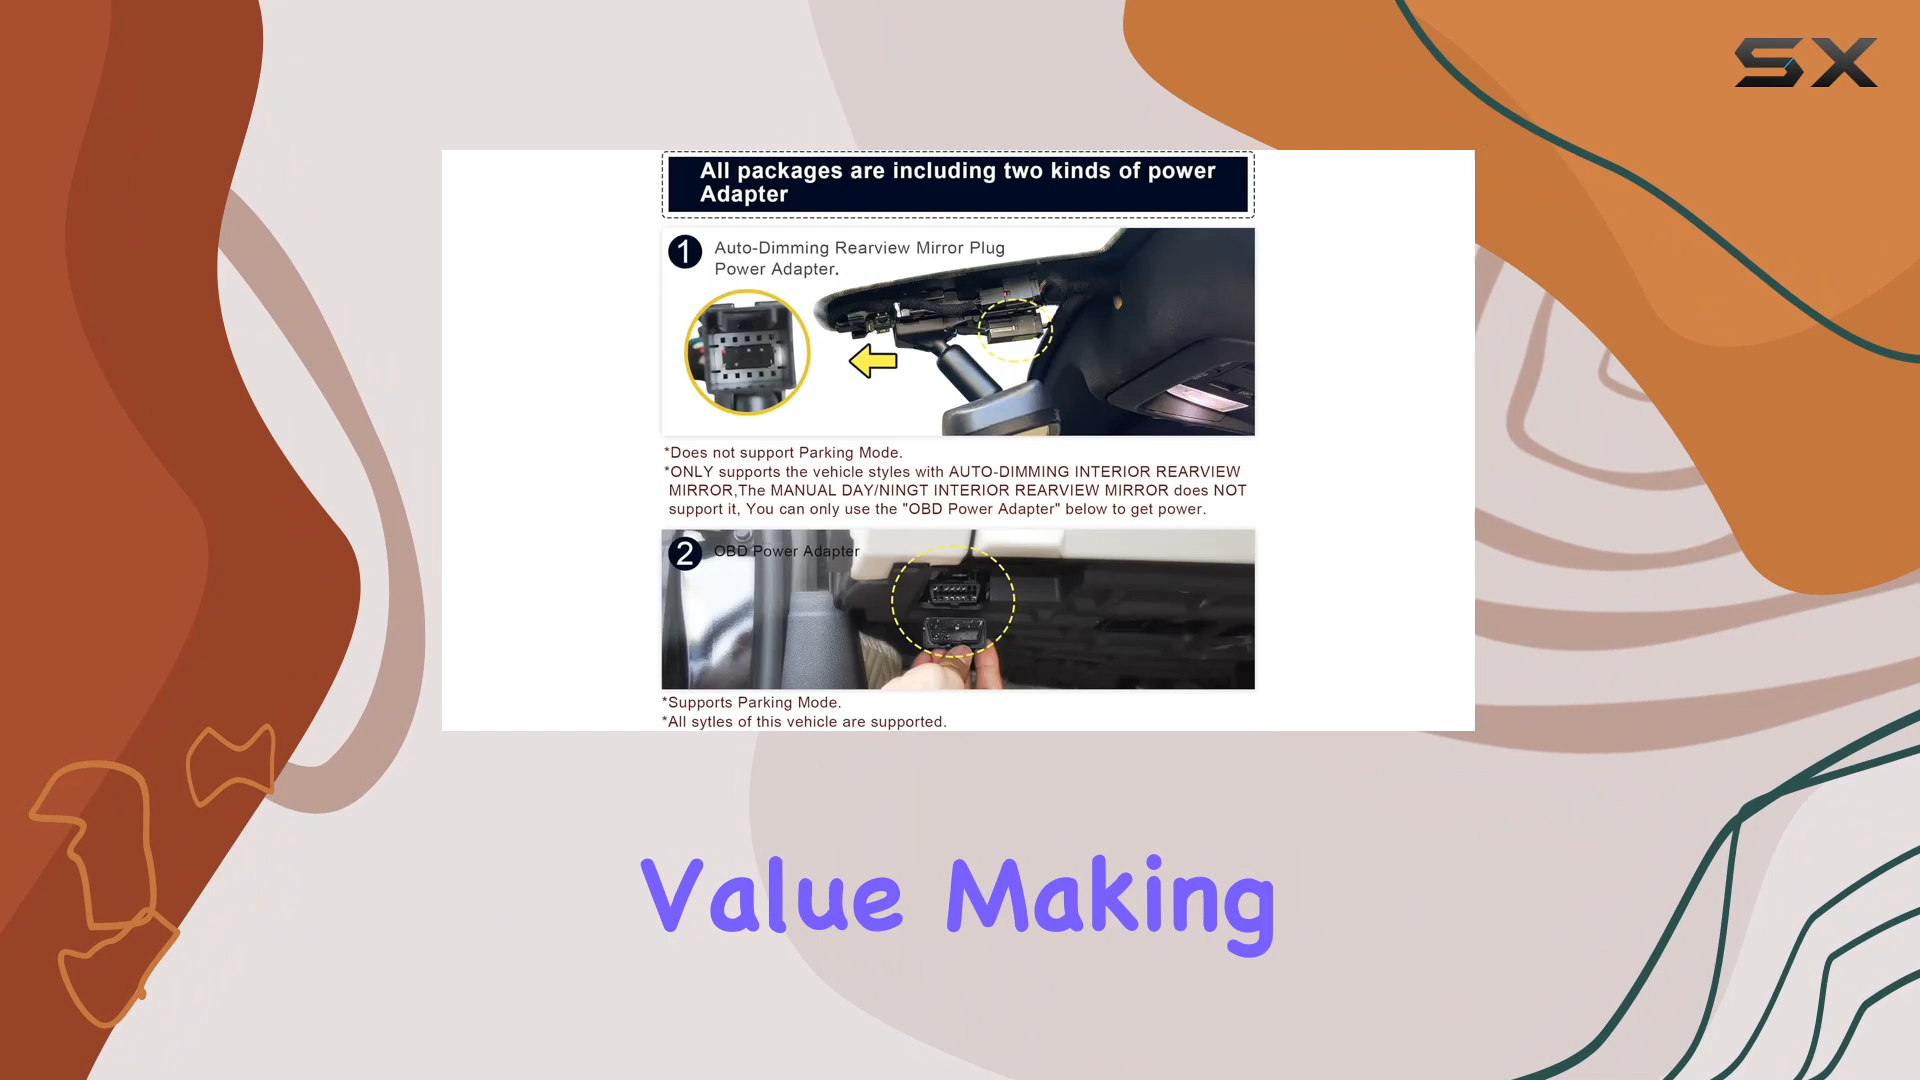 SX
All packages are including two kinds of power
Adapter
1 Auto-Dimming Rearview Mirror Plug
Power Adapter.
*Does not support Parking Mode.
*ONLY supports the vehicle styles with AUTO-DIMMING INTERIOR REARVIEW
MIRROR,The MANUAL DAY/NINGT INTERIOR REARVIEW MIRROR does NOT
support it, You can only use the "OBD Power Adapter" below to get power.
2 OBD Power Adapter
*Supports Parking Mode.
*All sytles of this vehicle are supported.
Value Making